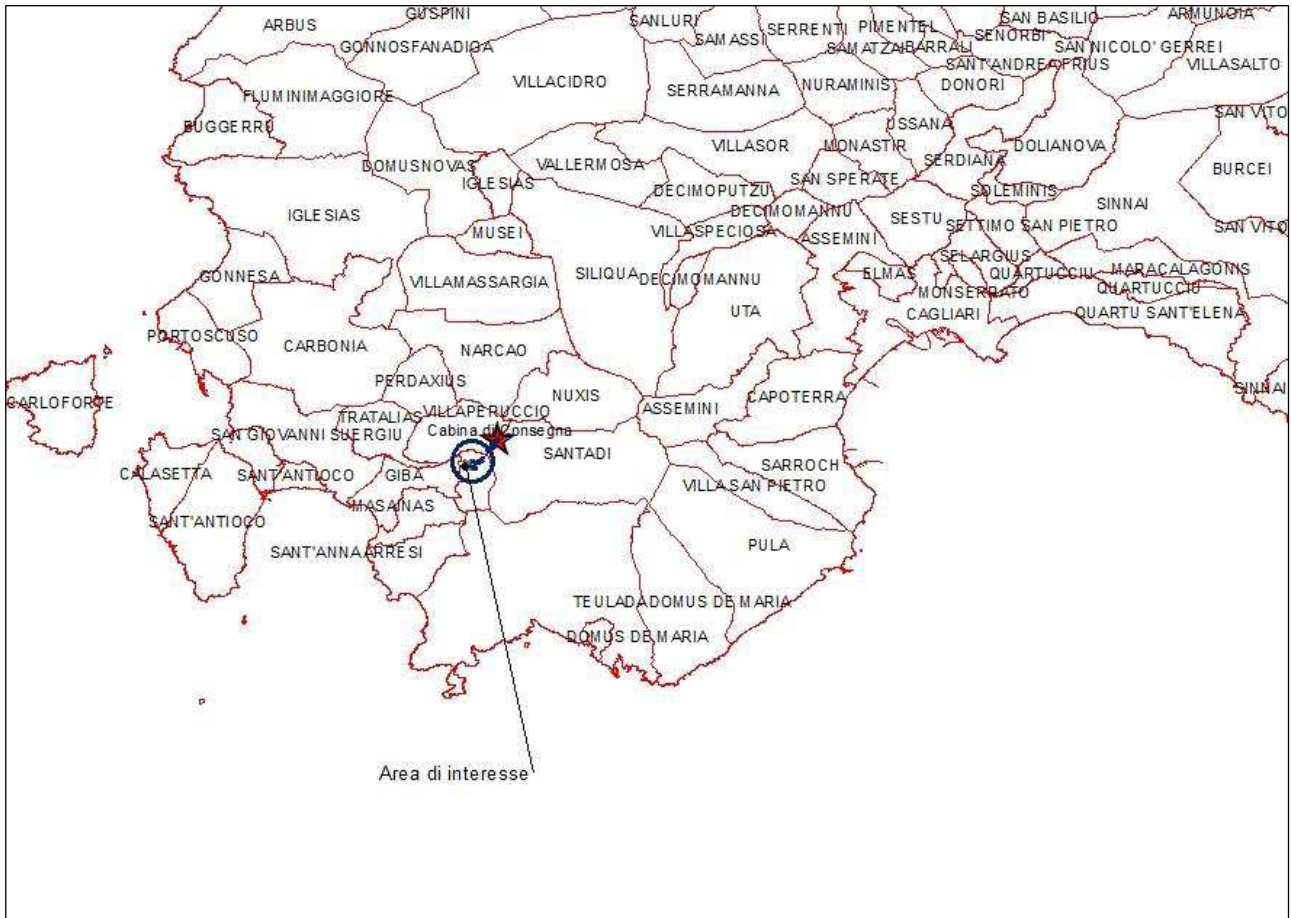 GUSPINI
ARBUS
SANLURI
SAN BASILIO
ARMUNGIA
SERRENTI
PIMENTEL
SENORBI
SAMASSI
GONNOSFANADIGA
SAMATZAI
BARRALI
SAN NICOLO' GERREI
SANT'ANDREA FRIUS
VILLASALTO
VILLACIDRO
SERRAMANNA
NURAMINIS
DONORI
FLUMINIMAGGIORE
SAN VITO
BUGGERRU
USSANA
VILLASOR
MONASTIR
DOLIANOVA
DOMUSNOVAS
VALLERMOSA
SERDIANA
BURCEI
IGLESIAS
SAN SPERATE
DECIMOPUTZU
SOLEMINIS
SINNAI
IGLESIAS
DECIMOMANNU
SESTU
SETTIMO SAN PIETRO
SAN VITO
MUSEI
VILLASPECIOSA
ASSEMINI
SELARGIUS
GONNESA
SILIQUA
DECIMOMANNU
ELMAS
QUARTUCCIU
MARACALAGONIS
VILLAMASSARGIA
MONSERRATO
QUARTUCCIU
UTA
CAGLIARI
QUARTU SANT'ELENA
PORTOSCUSO
CARBONIA
NARCAO
PERDAXIUS
SINNAI
CARLOFORTE
NUXIS
CAPOTERRA
TRATALIAS
VILLAPERUCCIO
ASSEMINI
SAN GIOVANNI SUERGIU
Cabina di Consegna
SANTADI
SARROCH
CALASETTA
SANT'ANTIOCO
GIBA
VILLA SAN PIETRO
MASAINAS
SANT'ANTIOCO
PULA
SANT'ANNA ARRESI
TEULADA
DOMUS DE MARIA
DOMUS DE MARIA
Area di interesse